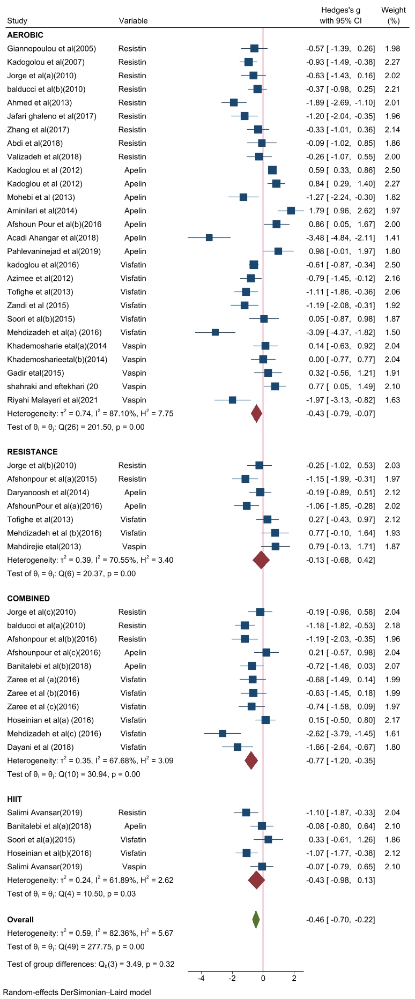 Hedges's g Weight
Study Variable with 95% CI (%)
AEROBIC
Giannopoulou et al(2005) Resistin -0.57 [ -1.39, 0.26] 1.98
Kadogolou et al(2007) Resistin -0.93 [ -1.49, -0.38] 2.27
Jorge et al(a)(2010) Resistin -0.63 [ -1.43, 0.16] 2.02
balducci et al(b)(2010) Resistin -0.37 [ -0.98, 0.25] 2.21
Ahmed et al(2013) Resistin -1.89 [ -2.69, -1.10] 2.01
Jafari ghaleno et al(2017) Resistin -1.20 [ -2.04, -0.35] 1.96
Zhang et al(2017) Resistin -0.33 [ -1.01, 0.36] 2.14
Abdi et al(2018) Resistin -0.09 [ -1.02, 0.85] 1.86
Valizadeh et al(2018) Resistin -0.26 [ -1.07, 0.55] 2.00
Kadoglou et al (2012) Apelin 0.59 [ 0.33, 0.86] 2.50
Kadoglou et al (2012) Apelin 0.84 [ 0.29, 1.40] 2.27
Mohebi et al (2013) Apelin -1.27 [ -2.24, -0.30] 1.82
Aminilari et al(2014) Apelin 1.79 [ 0.96, 2.62] 1.97
Afshoun Pour et al(b)(2016 Apelin 0.86 [ 0.05, 1.67] 2.00
Acadi Ahangar et al(2018) Apelin -3.48 [ -4.84, -2.11] 1.41
Pahlevaninejad et al(2019) Apelin 0.98 [ -0.01, 1.97] 1.80
kadoglou et al(2016) Visfatin -0.61 [ -0.87, -0.34] 2.50
Azimee et al(2012) Visfatin -0.79 [ -1.45, -0.12] 2.16
Tofighe et al(2013) Visfatin -1.11 [ -1.86, -0.36] 2.06
Zandi et al (2015) Visfatin -1.19 [ -2.08, -0.31] 1.92
Soori et al(b)(2015) Visfatin 0.05 [ -0.87, 0.98] 1.87
Mehdizadeh et al(a) (2016) Visfatin -3.09 [ -4.37, -1.82] 1.50
Khademosharie etal(a)(2014 Vaspin 0.14 [ -0.63, 0.92] 2.04
Khademosharieetal(b)(2014) Vaspin 0.00 [ -0.77, 0.77] 2.04
Gadir etal(2015) Vaspin 0.32 [ -0.56, 1.21] 1.91
shahraki and eftekhari (20 Vaspin 0.77 [ 0.05, 1.49] 2.10
Riyahi Malayeri et al(2021 Vaspin -1.97 [ -3.13, -0.82] 1.63
Heterogeneity: τ² = 0.74, I² = 87.10%, H² = 7.75 -0.43 [ -0.79, -0.07]
Test of θᵢ = θⱼ: Q(26) = 201.50, p = 0.00
RESISTANCE
Jorge et al(b)(2010) Resistin -0.25 [ -1.02, 0.53] 2.03
Afshonpour et al(a)(2015) Resistin -1.15 [ -1.99, -0.31] 1.97
Daryanoosh et al(2014) Apelin -0.19 [ -0.89, 0.51] 2.12
AfshounPour et al(a)(2016) Apelin -1.06 [ -1.85, -0.28] 2.02
Tofighe et al(2013) Visfatin 0.27 [ -0.43, 0.97] 2.12
Mehdizadeh et al (b)(2016) Visfatin 0.77 [ -0.10, 1.64] 1.93
Mahdirejie etal(2013) Vaspin 0.79 [ -0.13, 1.71] 1.87
Heterogeneity: τ² = 0.39, I² = 70.55%, H² = 3.40 -0.13 [ -0.68, 0.42]
Test of θᵢ = θⱼ: Q(6) = 20.37, p = 0.00
COMBINED
Jorge et al(c)(2010) Resistin -0.19 [ -0.96, 0.58] 2.04
balducci et al(a)(2010) Resistin -1.18 [ -1.82, -0.53] 2.18
Afshonpour et al(b)(2016) Resistin -1.19 [ -2.03, -0.35] 1.96
Afshounpour et al(c)(2016) Apelin 0.21 [ -0.57, 0.98] 2.04
Banitalebi et al(b)(2018) Apelin -0.72 [ -1.46, 0.03] 2.07
Zaree et al (a)(2016) Visfatin -0.68 [ -1.49, 0.14] 1.99
Zaree et al (b)(2016) Visfatin -0.63 [ -1.45, 0.18] 1.99
Zaree et al (c)(2016) Visfatin -0.74 [ -1.58, 0.09] 1.97
Hoseinian et al(a) (2016) Visfatin 0.15 [ -0.50, 0.80] 2.17
Mehdizadeh et al(c) (2016) Visfatin -2.62 [ -3.79, -1.45] 1.61
Dayani et al (2018) Visfatin -1.66 [ -2.64, -0.67] 1.80
Heterogeneity: τ² = 0.35, I² = 67.68%, H² = 3.09 -0.77 [ -1.20, -0.35]
Test of θᵢ = θⱼ: Q(10) = 30.94, p = 0.00
HIIT
Salimi Avansar(2019) Resistin -1.10 [ -1.87, -0.33] 2.04
Banitalebi et al(a)(2018) Apelin -0.08 [ -0.80, 0.64] 2.10
Soori et al(a)(2015) Visfatin 0.33 [ -0.61, 1.26] 1.86
Hoseinian et al(b)(2016) Visfatin -1.07 [ -1.77, -0.38] 2.12
Salimi Avansar(2019) Vaspin -0.07 [ -0.79, 0.65] 2.10
Heterogeneity: τ² = 0.24, I² = 61.89%, H² = 2.62 -0.43 [ -0.98, 0.13]
Test of θᵢ = θⱼ: Q(4) = 10.50, p = 0.03
Overall -0.46 [ -0.70, -0.22]
Heterogeneity: τ² = 0.59, I² = 82.36%, H² = 5.67
Test of θᵢ = θⱼ: Q(49) = 277.75, p = 0.00
Test of group differences: Q_b(3) = 3.49, p = 0.32
-4 -2 0 2
Random-effects DerSimonian–Laird model